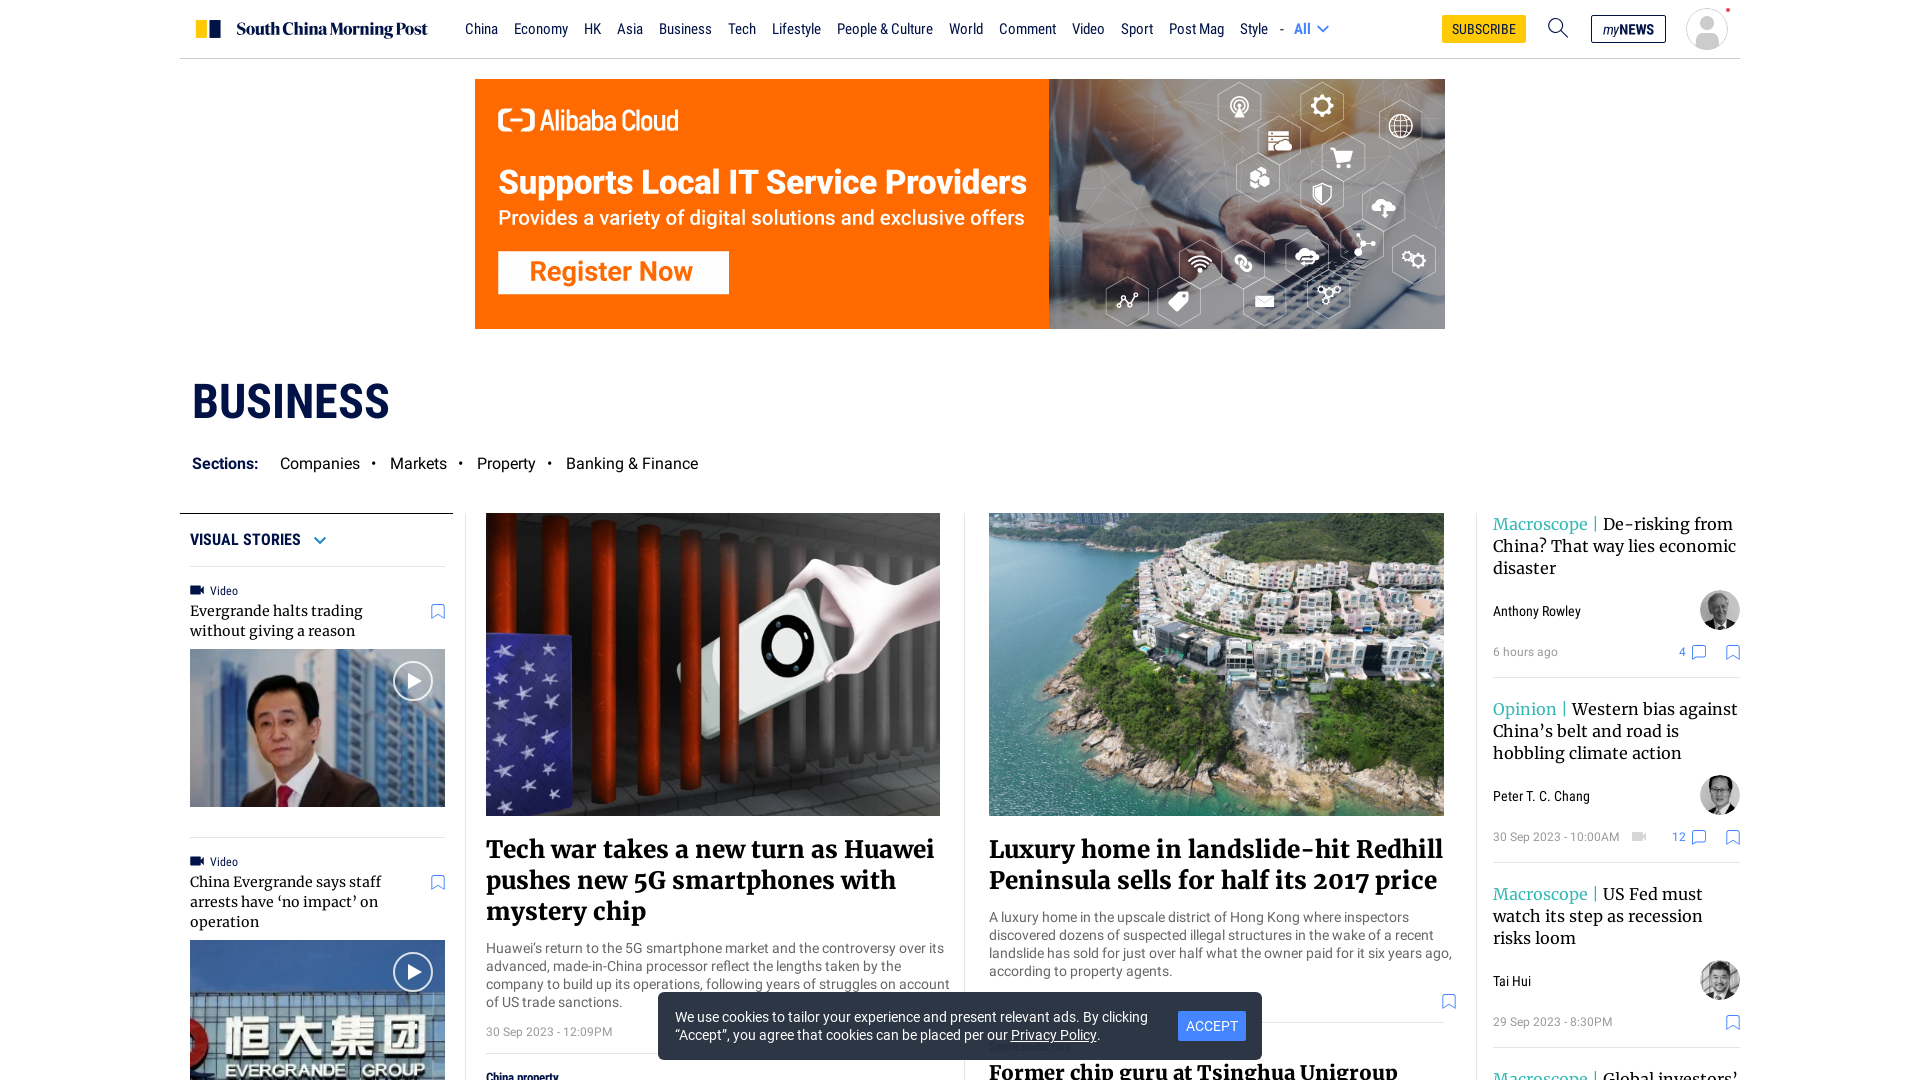 South China Morning Post
China Economy HK Asia Business Tech Lifestyle People & Culture World Comment Video Sport Post Mag Style - All
SUBSCRIBE
myNEWS
Alibaba Cloud
Supports Local IT Service Providers
Provides a variety of digital solutions and exclusive offers
Register Now
BUSINESS
Sections: Companies • Markets • Property • Banking & Finance
VISUAL STORIES
Video
Evergrande halts trading
without giving a reason
Video
China Evergrande says staff
arrests have ‘no impact’ on
operation
恒大集团
EVERGRANDE GROUP
Tech war takes a new turn as Huawei
pushes new 5G smartphones with
mystery chip
Huawei’s return to the 5G smartphone market and the controversy over its
advanced, made-in-China processor reflect the lengths taken by the
company to build up its operations, following years of struggles on account
of US trade sanctions.
30 Sep 2023 - 12:09PM
China property
Luxury home in landslide-hit Redhill
Peninsula sells for half its 2017 price
A luxury home in the upscale district of Hong Kong where inspectors
discovered dozens of suspected illegal structures in the wake of a recent
landslide has sold for just over half what the owner paid for it six years ago,
according to property agents.
Former chip guru at Tsinghua Unigroup
Macroscope | De-risking from
China? That way lies economic
disaster
Anthony Rowley
6 hours ago
4
Opinion | Western bias against
China’s belt and road is
hobbling climate action
Peter T. C. Chang
30 Sep 2023 - 10:00AM
12
Macroscope | US Fed must
watch its step as recession
risks loom
Tai Hui
29 Sep 2023 - 8:30PM
Macroscope | Global investors’
We use cookies to tailor your experience and present relevant ads. By clicking
“Accept”, you agree that cookies can be placed per our Privacy Policy.
ACCEPT